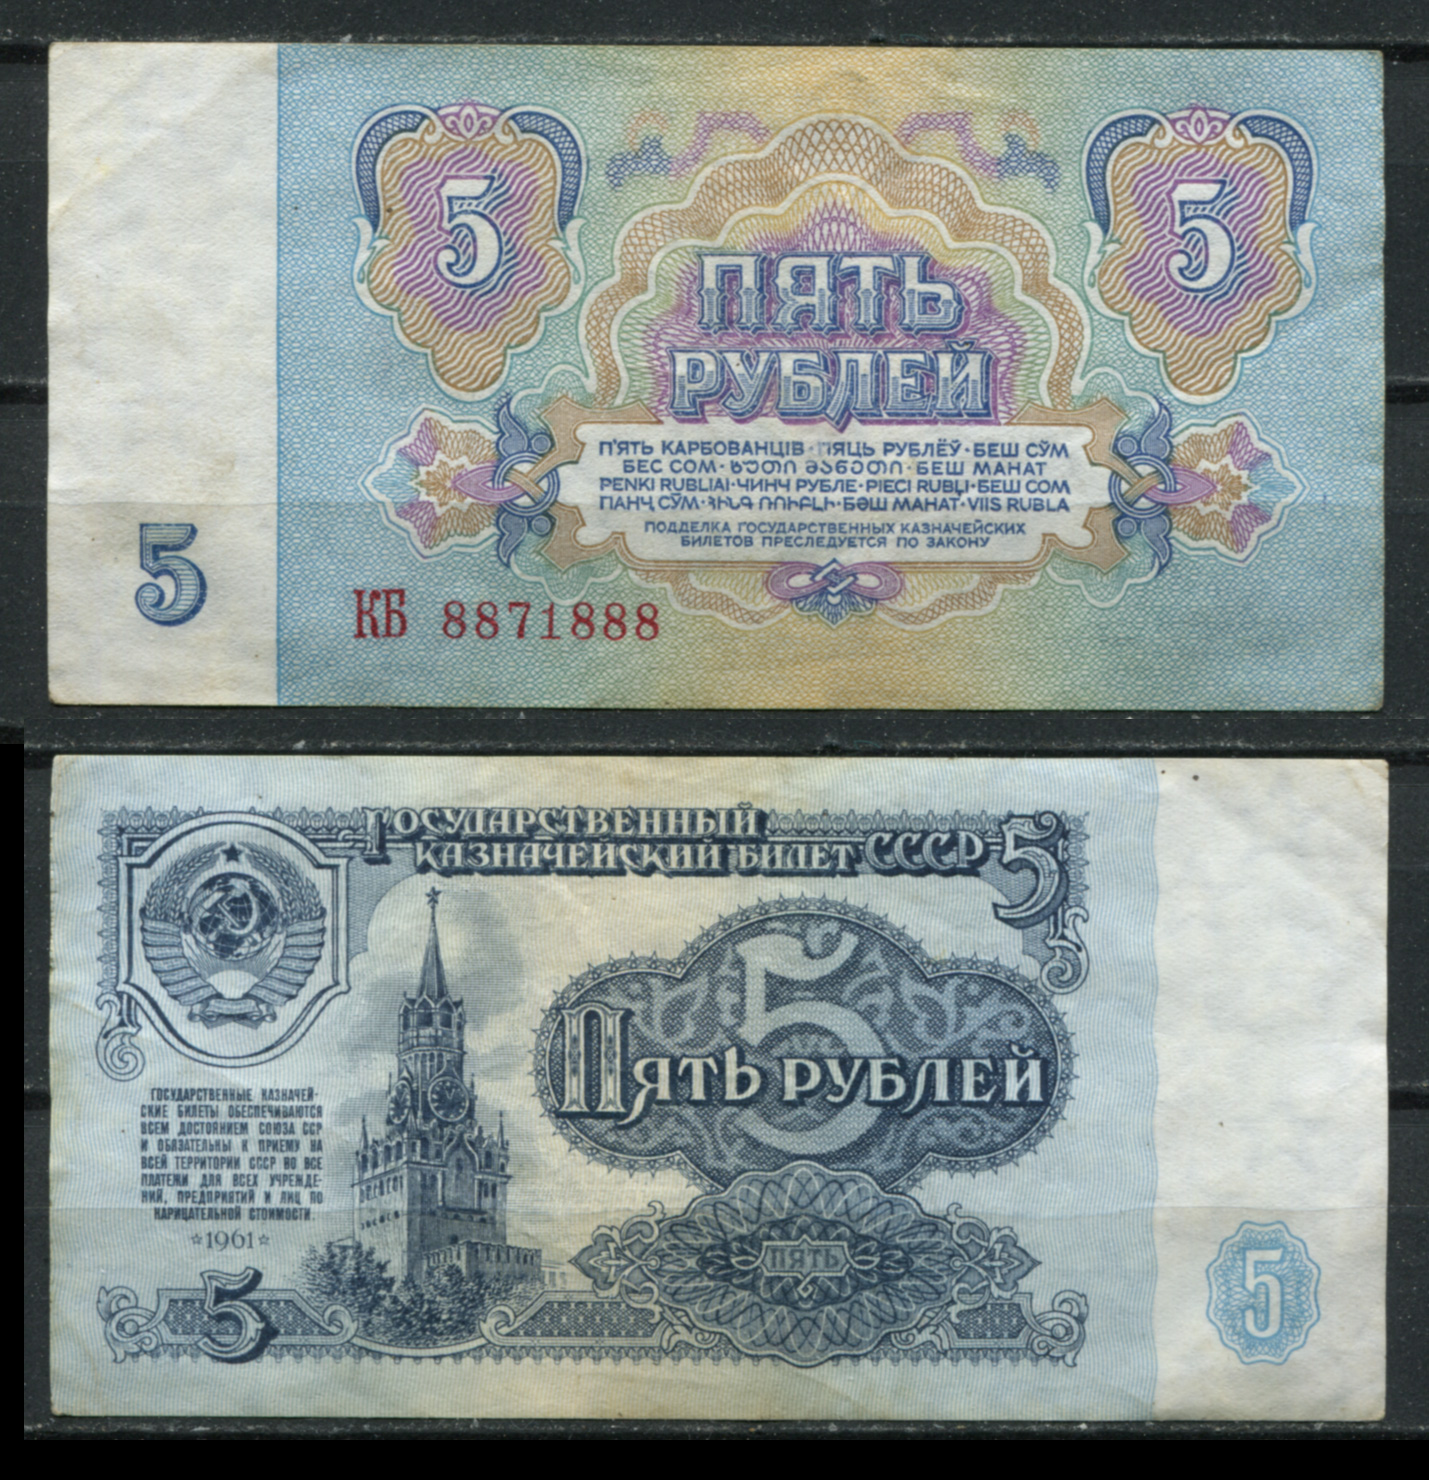 5
5
ПЯТЬ
РУБЛЕЙ
П'ЯТЬ КАРБОВАНЦІВ · ПЯЦЬ РУБЛЁЎ · БЕШ СЎМ
БЕС СОМ · ხუთი მანეთი · БЕШ МАНАТ
PENKI RUBLIAI · ЧИНЧ РУБЛЕ · PIECI RUBĻI · БЕШ СОМ
ПАНҶ СӮМ · ՀԻՆԳ ՌՈՒԲԼԻ · БӘШ МАНАТ · VIIS RUBLA
ПОДДЕЛКА ГОСУДАРСТВЕННЫХ КАЗНАЧЕЙСКИХ
БИЛЕТОВ ПРЕСЛЕДУЕТСЯ ПО ЗАКОНУ
5
КБ 8871888
ГОСУДАРСТВЕННЫЙ
КАЗНАЧЕЙСКИЙ БИЛЕТ СССР
5
5
ПЯТЬ РУБЛЕЙ
ГОСУДАРСТВЕННЫЕ КАЗНАЧЕЙ-
СКИЕ БИЛЕТЫ ОБЕСПЕЧИВАЮТСЯ
ВСЕМ ДОСТОЯНИЕМ СОЮЗА ССР
И ОБЯЗАТЕЛЬНЫ К ПРИЕМУ НА
ВСЕЙ ТЕРРИТОРИИ СССР ВО ВСЕ
ПЛАТЕЖИ ДЛЯ ВСЕХ УЧРЕЖДЕ-
НИЙ, ПРЕДПРИЯТИЙ И ЛИЦ ПО
НАРИЦАТЕЛЬНОЙ СТОИМОСТИ.
☆1961☆
ПЯТЬ
5
5